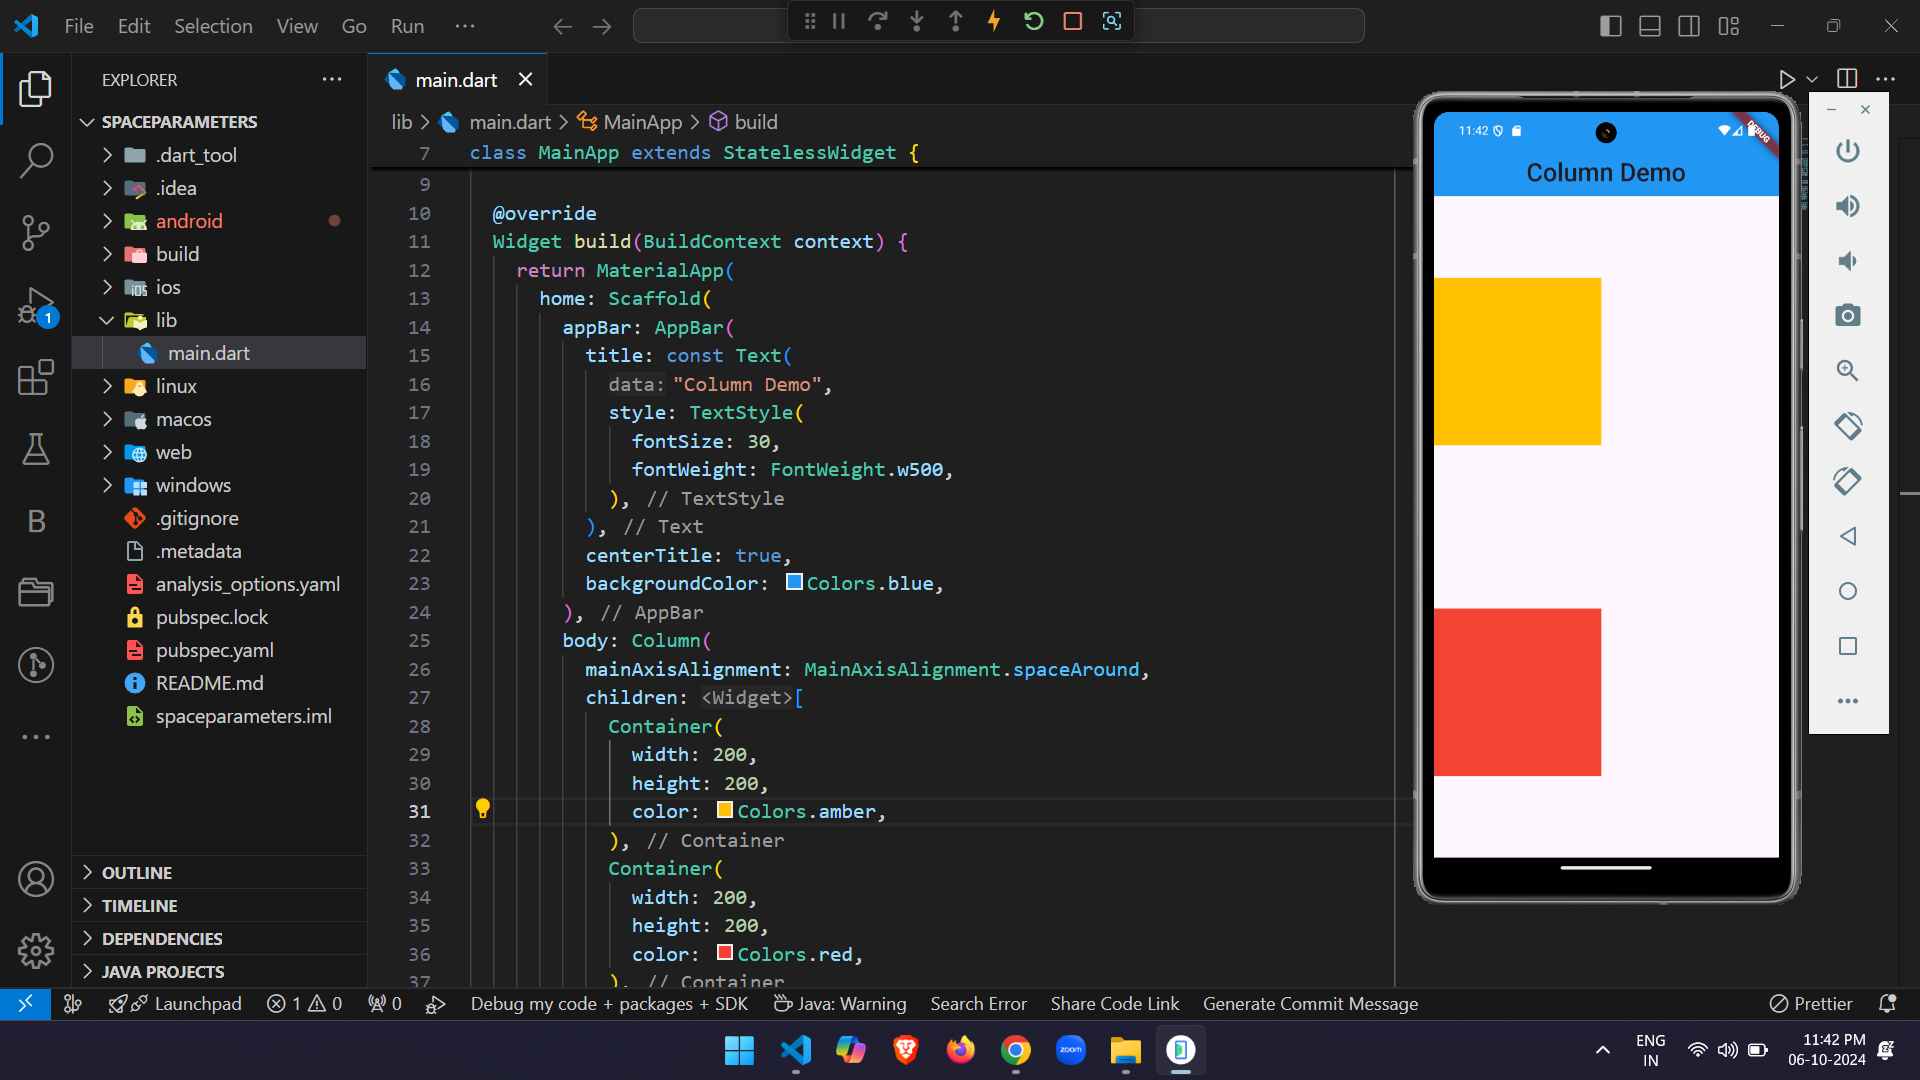 File Edit Selection View Go Run ···
EXPLORER ···
SPACEPARAMETERS
.dart_tool
.idea
android
build
ios
lib
main.dart
linux
macos
web
windows
.gitignore
.metadata
analysis_options.yaml
pubspec.lock
pubspec.yaml
README.md
spaceparameters.iml
OUTLINE
TIMELINE
DEPENDENCIES
JAVA PROJECTS
1
B
main.dart
lib > main.dart > MainApp > build
7 class MainApp extends StatelessWidget {
9
10 @override
11 Widget build(BuildContext context) {
12 return MaterialApp(
13 home: Scaffold(
14 appBar: AppBar(
15 title: const Text(
16 data: "Column Demo",
17 style: TextStyle(
18 fontSize: 30,
19 fontWeight: FontWeight.w500,
20 ), // TextStyle
21 ), // Text
22 centerTitle: true,
23 backgroundColor: Colors.blue,
24 ), // AppBar
25 body: Column(
26 mainAxisAlignment: MainAxisAlignment.spaceAround,
27 children: <Widget>[
28 Container(
29 width: 200,
30 height: 200,
31 color: Colors.amber,
32 ), // Container
33 Container(
34 width: 200,
35 height: 200,
36 color: Colors.red,
37 ), // Container
11:42
DEBUG
Column Demo
Launchpad 1 0 0 Debug my code + packages + SDK Java: Warning Search Error Share Code Link Generate Commit Message Prettier
zoom
ENG
IN
11:42 PM
06-10-2024